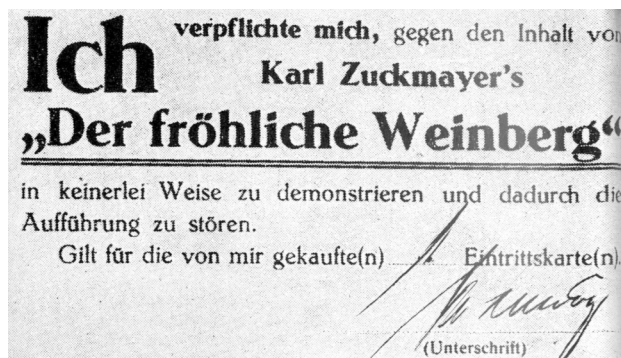 Ich verpflichte mich, gegen den Inhalt von
Karl Zuckmayer's
„Der fröhliche Weinberg“
in keinerlei Weise zu demonstrieren und dadurch die
Aufführung zu stören.
Gilt für die von mir gekaufte(n) Eintrittskarte(n).
(Unterschrift)